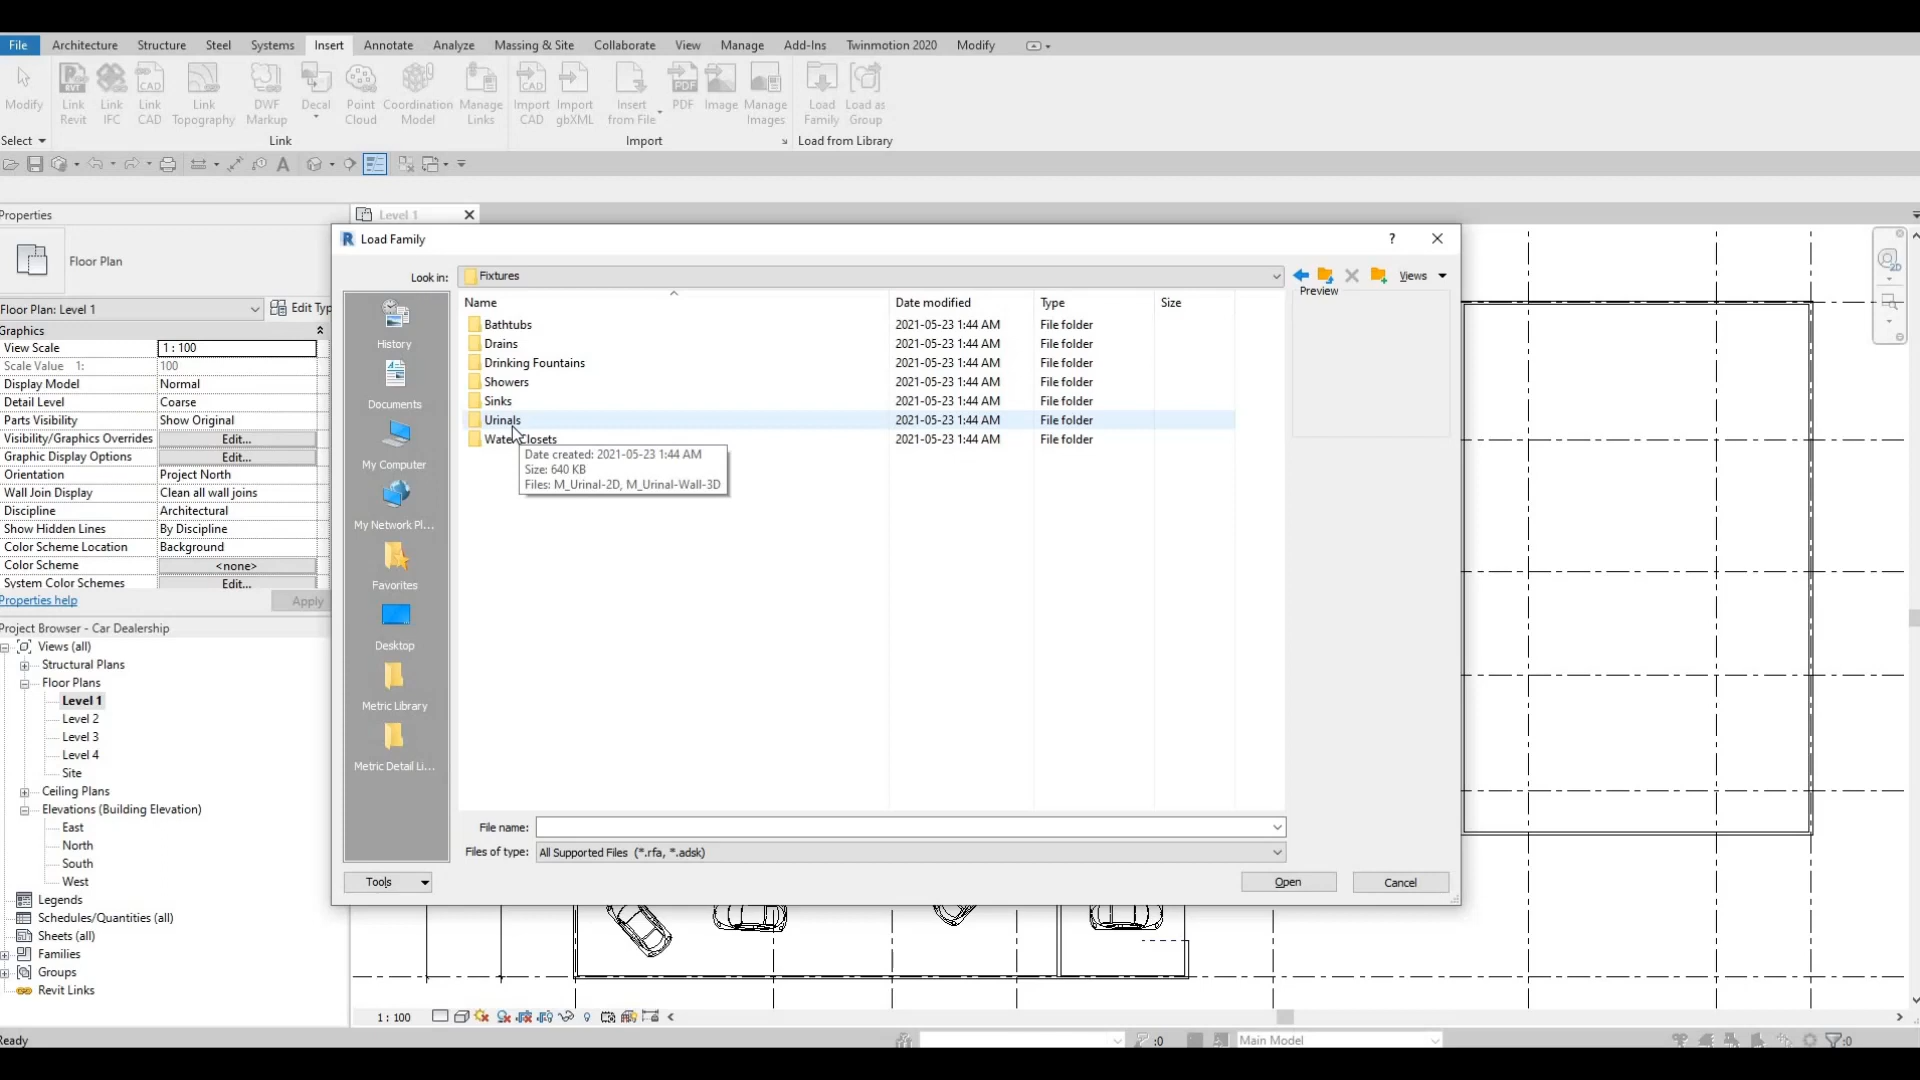 File Architecture Structure Steel Systems Insert Annotate Analyze Massing & Site Collaborate View Manage Add-Ins Twinmotion 2020 Modify
Modify
Link Revit
Link IFC
Link CAD
Link Topography
DWF Markup
Decal
Point Cloud
Coordination Model
Manage Links
Import CAD
Import gbXML
Insert from File
PDF
Image
Manage Images
Load Family
Load as Group
Select Link Import Load from Library
Properties
Level 1
Floor Plan
Floor Plan: Level 1 Edit Typ
Graphics
View Scale 1 : 100
Scale Value 1: 100
Display Model Normal
Detail Level Coarse
Parts Visibility Show Original
Visibility/Graphics Overrides Edit...
Graphic Display Options Edit...
Orientation Project North
Wall Join Display Clean all wall joins
Discipline Architectural
Show Hidden Lines By Discipline
Color Scheme Location Background
Color Scheme <none>
System Color Schemes Edit...
Properties help Apply
Project Browser - Car Dealership
Views (all)
Structural Plans
Floor Plans
Level 1
Level 2
Level 3
Level 4
Site
Ceiling Plans
Elevations (Building Elevation)
East
North
South
West
Legends
Schedules/Quantities (all)
Sheets (all)
Families
Groups
Revit Links
Load Family
Look in: Fixtures Views
History
Documents
My Computer
My Network Pl...
Favorites
Desktop
Metric Library
Metric Detail Li...
Name Date modified Type Size
Bathtubs 2021-05-23 1:44 AM File folder
Drains 2021-05-23 1:44 AM File folder
Drinking Fountains 2021-05-23 1:44 AM File folder
Showers 2021-05-23 1:44 AM File folder
Sinks 2021-05-23 1:44 AM File folder
Urinals 2021-05-23 1:44 AM File folder
Water Closets 2021-05-23 1:44 AM File folder
Date created: 2021-05-23 1:44 AM
Size: 640 KB
Files: M_Urinal-2D, M_Urinal-Wall-3D
Preview
File name:
Files of type: All Supported Files (*.rfa, *.adsk)
Tools Open Cancel
1 : 100
Ready :0 Main Model :0